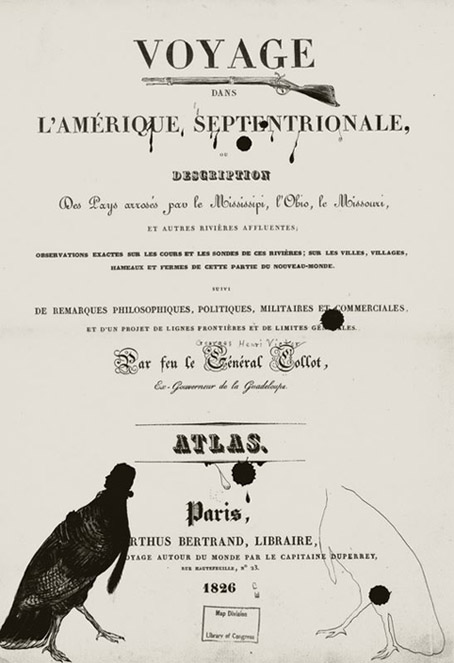 VOYAGE
DANS
L'AMÉRIQUE SEPTENTRIONALE,
OU
DESCRIPTION
Des Pays arrosés par le Mississipi, l'Ohio, le Missouri,
ET AUTRES RIVIÈRES AFFLUENTES;
OBSERVATIONS EXACTES SUR LES COURS ET LES SONDES DE CES RIVIÈRES; SUR LES VILLES, VILLAGES,
HAMEAUX ET FERMES DE CETTE PARTIE DU NOUVEAU-MONDE.
SUIVI
DE REMARQUES PHILOSOPHIQUES, POLITIQUES, MILITAIRES ET COMMERCIALES,
ET D'UN PROJET DE LIGNES FRONTIÈRES ET DE LIMITES
Georges Henri Victor
Par feu le Général Collot,
Ex-Gouverneur de la Guadeloupe.
ATLAS.
Paris,
RTHUS BERTRAND, LIBRAIRE,
OYAGE AUTOUR DU MONDE PAR LE CAPITAINE DUPERREY,
RUE HAUTEFEUILLE, N° 23.
1826
Map Division
Library of Congress